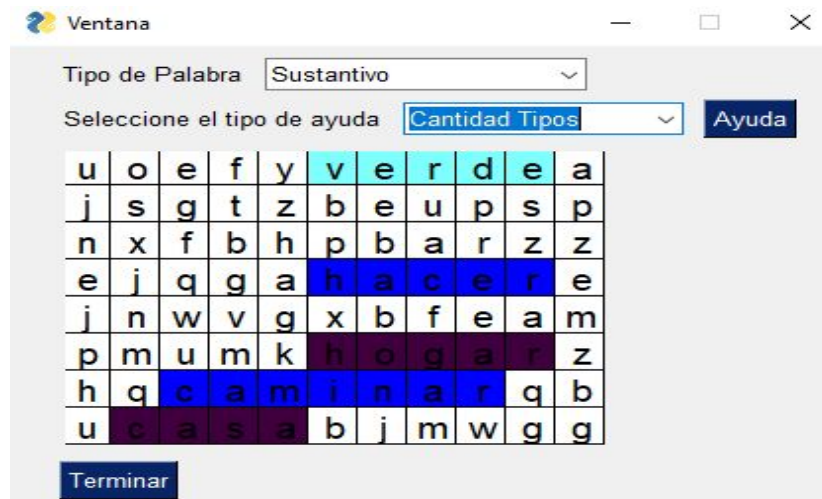 Ventana
Tipo de Palabra Sustantivo
Seleccione el tipo de ayuda Cantidad Tipos Ayuda
u o e f y v e r d e a
j s g t z b e u p s p
n x f b h p b a r z z
e j q g a h a c e r e
j n w v g x b f e a m
p m u m k h o g a r z
h q c a m i n a r q b
u c a s a b j m w g g
Terminar